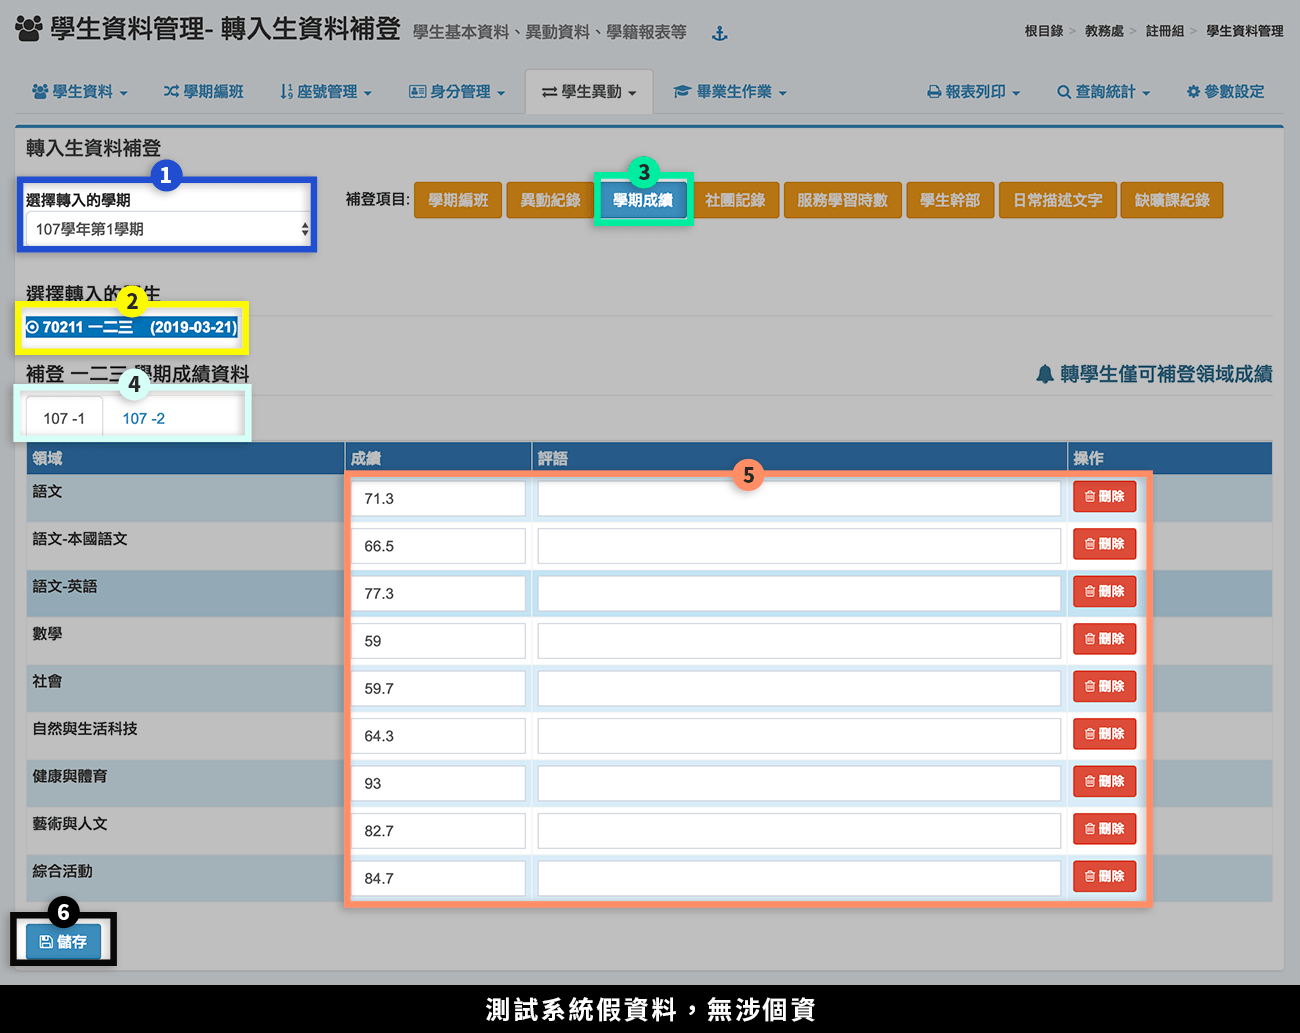 學生資料管理- 轉入生資料補登 學生基本資料、異動資料、學籍報表等
根目錄 > 教務處 > 註冊組 > 學生資料管理
學生資料 學期編班 座號管理 身分管理 學生異動 畢業生作業 報表列印 查詢統計 參數設定
轉入生資料補登
1
3
選擇轉入的學期
107學年第1學期
補登項目: 學期編班 異動紀錄 學期成績 社團記錄 服務學習時數 學生幹部 日常描述文字 缺曠課紀錄
選擇轉入的 生
2
70211 一二三 (2019-03-21)
補登 一二三 學期成績資料
轉學生僅可補登領域成績
4
107 -1 107 -2
領域 成績 評語 操作
5
語文 71.3 刪除
語文-本國語文 66.5 刪除
語文-英語 77.3 刪除
數學 59 刪除
社會 59.7 刪除
自然與生活科技 64.3 刪除
健康與體育 93 刪除
藝術與人文 82.7 刪除
綜合活動 84.7 刪除
6
儲存
測試系統假資料，無涉個資